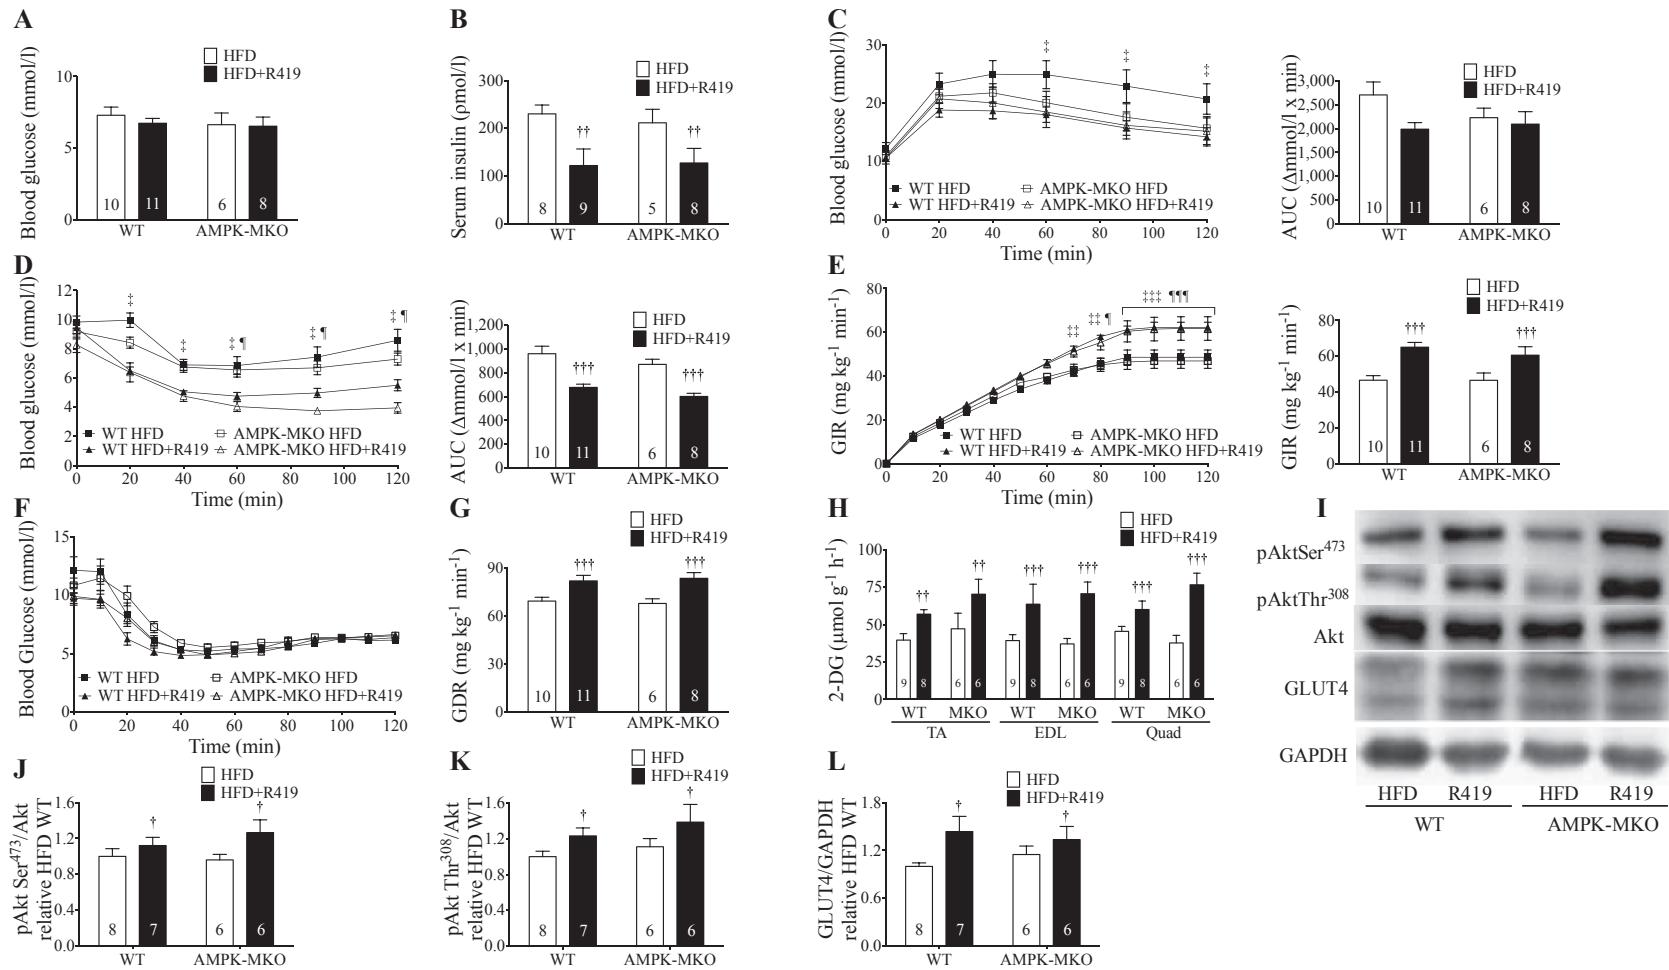 A
HFD
HFD+R419
Blood glucose (mmol/l)
10
5
0
10 11 6 8
WT AMPK-MKO
B
HFD
HFD+R419
Serum insulin (pmol/l)
300
200
100
0
†† ††
8 9 5 8
WT AMPK-MKO
C
Blood glucose (mmol/l)
30
20
10
0
‡ ‡ ‡
WT HFD AMPK-MKO HFD
WT HFD+R419 AMPK-MKO HFD+R419
0 20 40 60 80 100 120
Time (min)
HFD
HFD+R419
AUC (Δmmol/l x min)
3,000
2,500
2,000
1,500
1,000
500
0
10 11 6 8
WT AMPK-MKO
D
Blood glucose (mmol/l)
12
10
8
6
4
2
0
‡ ‡ ‡ ¶ ‡ ¶ ‡ ¶
WT HFD AMPK-MKO HFD
WT HFD+R419 AMPK-MKO HFD+R419
0 20 40 60 80 100 120
Time (min)
HFD
HFD+R419
AUC (Δmmol/l x min)
1,200
1,000
800
600
400
200
0
††† †††
10 11 6 8
WT AMPK-MKO
E
GIR (mg kg-1 min-1)
80
60
40
20
0
‡‡ ‡‡ ¶ ‡‡‡ ¶¶¶
WT HFD AMPK-MKO HFD
WT HFD+R419 AMPK-MKO HFD+R419
0 20 40 60 80 100 120
Time (min)
HFD
HFD+R419
GIR (mg kg-1 min-1)
80
60
40
20
0
††† †††
10 11 6 8
WT AMPK-MKO
F
Blood Glucose (mmol/l)
15
10
5
0
WT HFD AMPK-MKO HFD
WT HFD+R419 AMPK-MKO HFD+R419
0 20 40 60 80 100 120
Time (min)
G
HFD
HFD+R419
GDR (mg kg-1 min-1)
90
60
30
0
††† †††
10 11 6 8
WT AMPK-MKO
H
HFD
HFD+R419
2-DG (μmol g-1 h-1)
100
75
50
25
0
†† †† ††† ††† ††† †††
9 8 6 6 9 8 6 6 9 8 6 6
WT MKO WT MKO WT MKO
TA EDL Quad
I
pAktSer473
pAktThr308
Akt
GLUT4
GAPDH
HFD R419 HFD R419
WT AMPK-MKO
J
HFD
HFD+R419
pAkt Ser473/Akt
relative HFD WT
1.6
1.2
0.8
0.4
0.0
† †
8 7 6 6
WT AMPK-MKO
K
HFD
HFD+R419
pAkt Thr308/Akt
relative HFD WT
1.6
1.2
0.8
0.4
0.0
† †
8 7 6 6
WT AMPK-MKO
L
HFD
HFD+R419
GLUT4/GAPDH
relative HFD WT
1.8
1.2
0.6
0.0
† †
8 7 6 6
WT AMPK-MKO